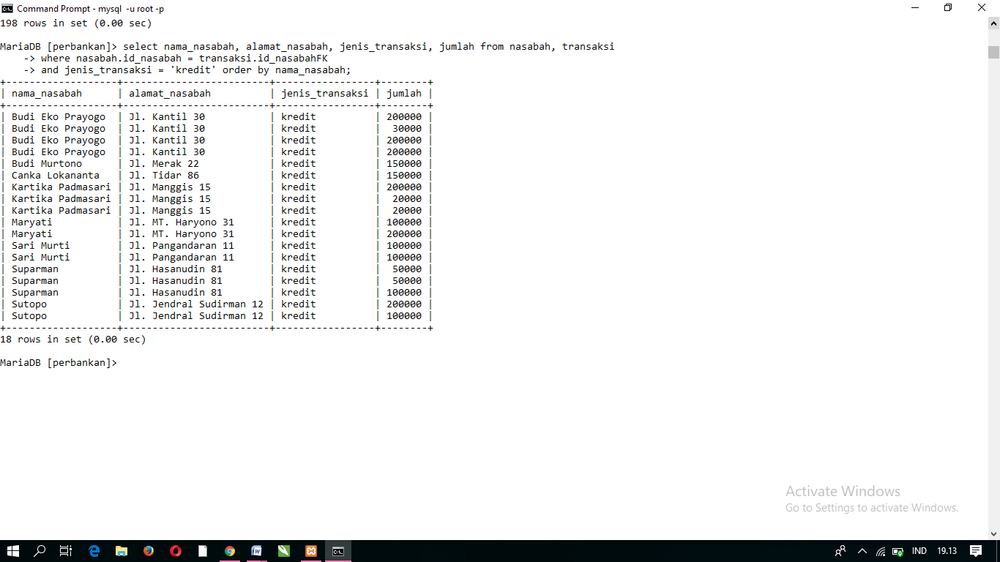 Command Prompt - mysql  -u root -p
198 rows in set (0.00 sec)
MariaDB [perbankan]> select nama_nasabah, alamat_nasabah, jenis_transaksi, jumlah from nasabah, transaksi
    -> where nasabah.id_nasabah = transaksi.id_nasabahFK
    -> and jenis_transaksi = 'kredit' order by nama_nasabah;
+-------------------+-------------------------+-----------------+--------+
| nama_nasabah      | alamat_nasabah          | jenis_transaksi | jumlah |
+-------------------+-------------------------+-----------------+--------+
| Budi Eko Prayogo  | Jl. Kantil 30           | kredit          | 200000 |
| Budi Eko Prayogo  | Jl. Kantil 30           | kredit          |  30000 |
| Budi Eko Prayogo  | Jl. Kantil 30           | kredit          | 200000 |
| Budi Eko Prayogo  | Jl. Kantil 30           | kredit          | 200000 |
| Budi Murtono      | Jl. Merak 22            | kredit          | 150000 |
| Canka Lokananta   | Jl. Tidar 86            | kredit          | 150000 |
| Kartika Padmasari | Jl. Manggis 15          | kredit          | 200000 |
| Kartika Padmasari | Jl. Manggis 15          | kredit          |  20000 |
| Kartika Padmasari | Jl. Manggis 15          | kredit          |  20000 |
| Maryati           | Jl. MT. Haryono 31      | kredit          | 100000 |
| Maryati           | Jl. MT. Haryono 31      | kredit          | 200000 |
| Sari Murti        | Jl. Pangandaran 11      | kredit          | 100000 |
| Sari Murti        | Jl. Pangandaran 11      | kredit          | 100000 |
| Suparman          | Jl. Hasanudin 81        | kredit          |  50000 |
| Suparman          | Jl. Hasanudin 81        | kredit          |  50000 |
| Suparman          | Jl. Hasanudin 81        | kredit          | 100000 |
| Sutopo            | Jl. Jendral Sudirman 12 | kredit          | 200000 |
| Sutopo            | Jl. Jendral Sudirman 12 | kredit          | 100000 |
+-------------------+-------------------------+-----------------+--------+
18 rows in set (0.00 sec)
MariaDB [perbankan]>
Activate Windows
Go to Settings to activate Windows.
IND 19.13